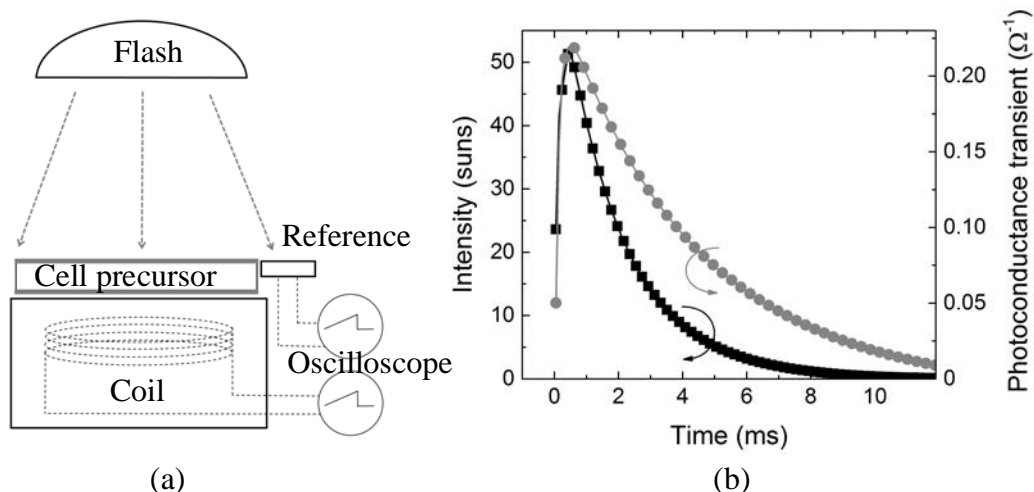 Flash
Reference
Cell precursor
Oscilloscope
Coil
(a)
Intensity (suns)
50
40
30
20
10
0
0.20
0.15
0.10
0.05
0
Photoconductance transient (Ω⁻¹)
0 2 4 6 8 10
Time (ms)
(b)